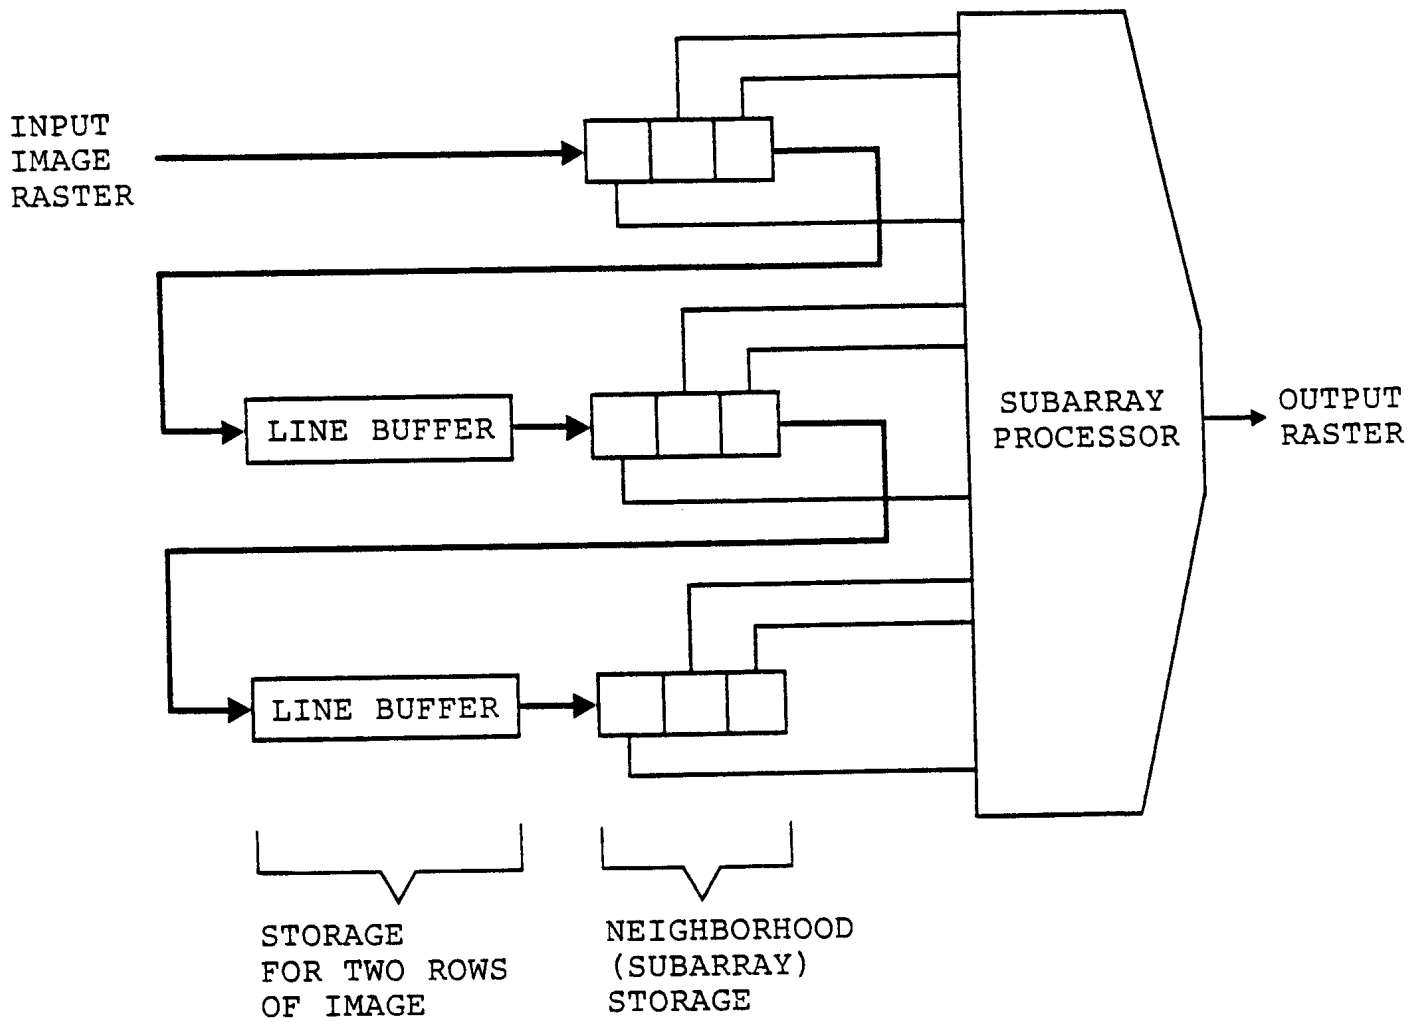 INPUT
IMAGE
RASTER
LINE BUFFER
SUBARRAY
PROCESSOR
OUTPUT
RASTER
LINE BUFFER
STORAGE
FOR TWO ROWS
OF IMAGE
NEIGHBORHOOD
(SUBARRAY)
STORAGE